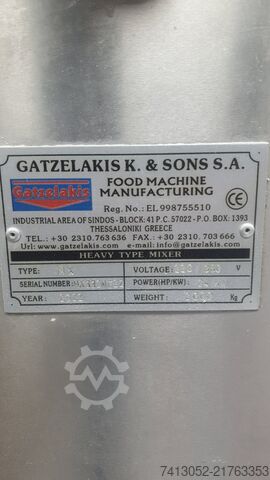 GATZELAKIS K. & SONS S.A.
Gatzelakis
FOOD MACHINE
MANUFACTURING
Reg. No.: EL 998755510
CE
INDUSTRIAL AREA OF SINDOS - BLOCK: 41 P.C. 57022 - P.O. BOX: 1393
THESSALONIKI GREECE
TEL.: +30 2310.763 636 FAX.: +30 2310. 703 666
Url: www.gatzelakis.com e-mail: info@gatzelakis.com
HEAVY TYPE MIXER
TYPE: VOLTAGE: V
SERIAL NUMBER: POWER(HP/KW):
YEAR: WEIGHT: Kg
7413052-21763353